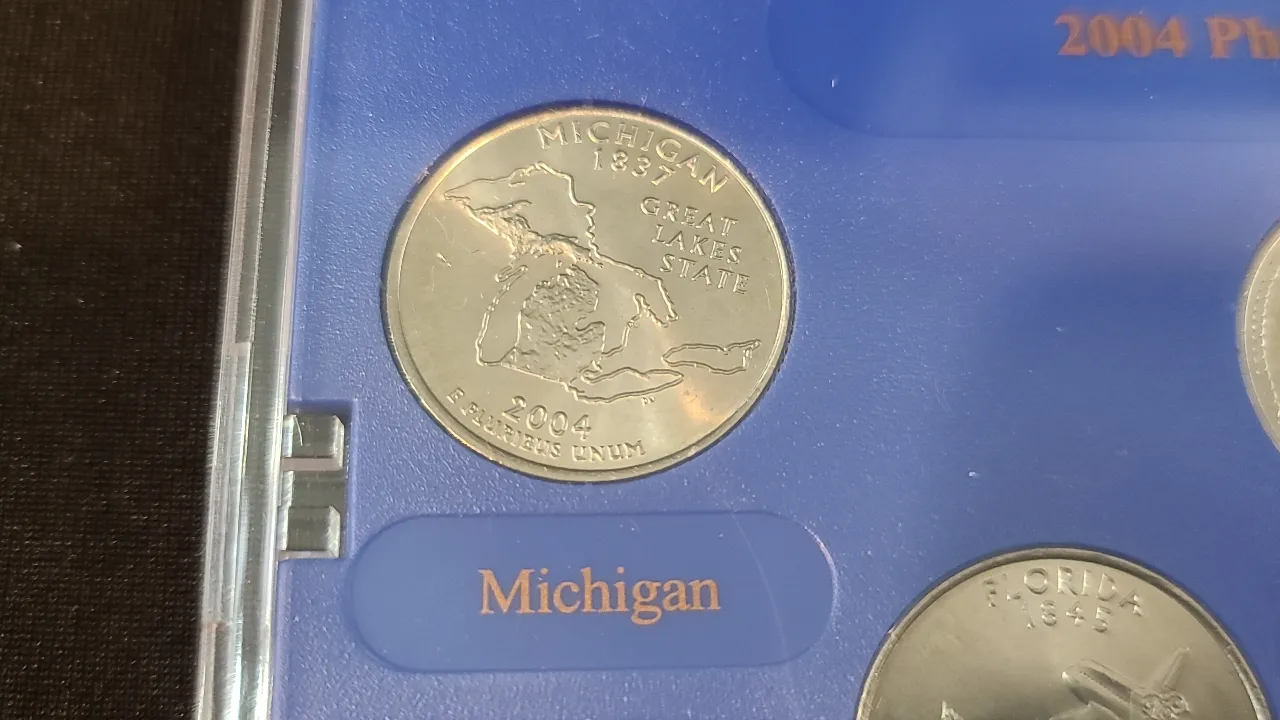 2004 Ph
MICHIGAN
1837
GREAT
LAKES
STATE
2004
E PLURIBUS UNUM
Michigan
FLORIDA
1845